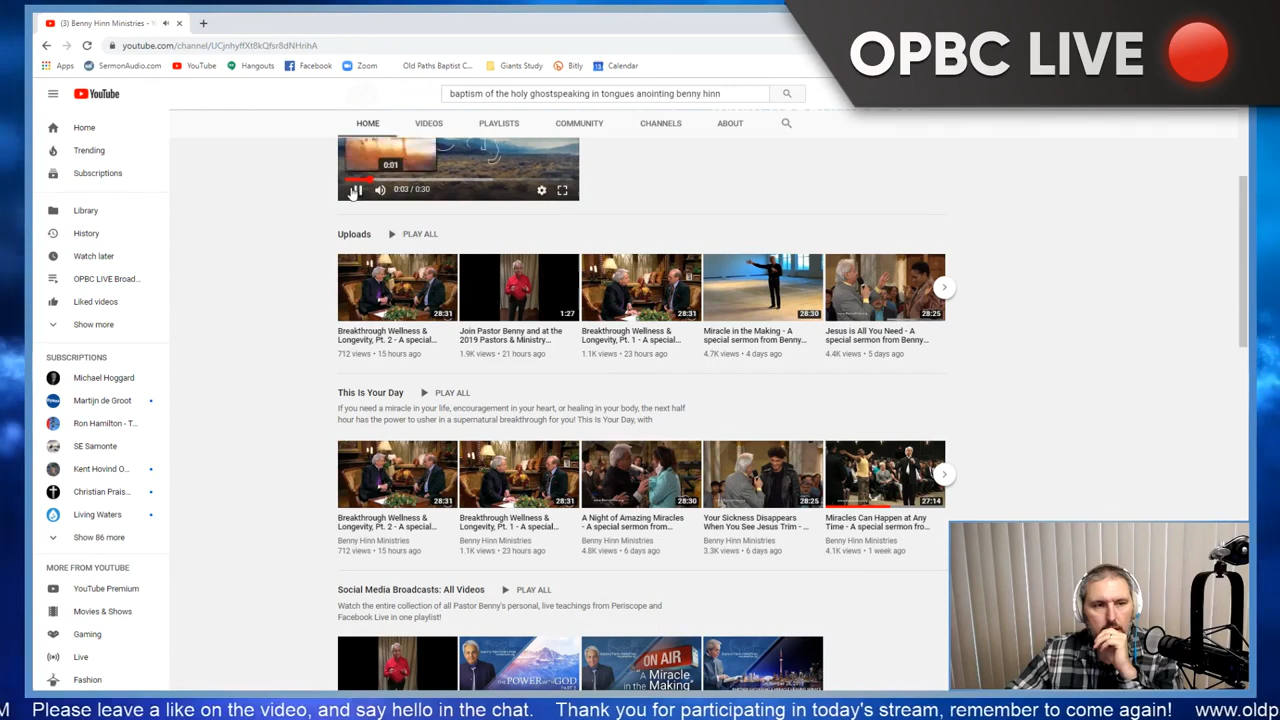 OPBC LIVE
(3) Benny Hinn Ministries -
youtube.com/channel/UCjnhyffXt8kQfsr8dNHrihA
Apps SermonAudio.com YouTube Hangouts Facebook Zoom Old Paths Baptist C... Giants Study Bitly Calendar
YouTube
baptism of the holy ghostspeaking in tongues anointing benny hinn
HOME VIDEOS PLAYLISTS COMMUNITY CHANNELS ABOUT
Home
Trending
Subscriptions
Library
History
Watch later
OPBC LIVE Broad...
Liked videos
Show more
SUBSCRIPTIONS
Michael Hoggard
Martijn de Groot
Ron Hamilton - T...
SE Samonte
Kent Hovind O...
Christian Prais...
Living Waters
Show 86 more
MORE FROM YOUTUBE
YouTube Premium
Movies & Shows
Gaming
Live
Fashion
0:01
0:03 / 0:30
Uploads PLAY ALL
28:31 1:27 28:31 28:30 28:25
Breakthrough Wellness & Longevity, Pt. 2 - A special...
712 views • 15 hours ago
Join Pastor Benny and at the 2019 Pastors & Ministry...
1.9K views • 21 hours ago
Breakthrough Wellness & Longevity, Pt. 1 - A special...
1.1K views • 23 hours ago
Miracle in the Making - A special sermon from Benny...
4.7K views • 4 days ago
Jesus is All You Need - A special sermon from Benny...
4.4K views • 5 days ago
This Is Your Day PLAY ALL
If you need a miracle in your life, encouragement in your heart, or healing in your body, the next half
hour has the power to usher in a supernatural breakthrough for you! This Is Your Day, with
28:31 28:31 28:30 28:25 27:14
Breakthrough Wellness & Longevity, Pt. 2 - A special...
Benny Hinn Ministries
712 views • 15 hours ago
Breakthrough Wellness & Longevity, Pt. 1 - A special...
Benny Hinn Ministries
1.1K views • 23 hours ago
A Night of Amazing Miracles - A special sermon from...
Benny Hinn Ministries
4.8K views • 6 days ago
Your Sickness Disappears When You See Jesus Trim - ...
Benny Hinn Ministries
3.3K views • 6 days ago
Miracles Can Happen at Any Time - A special sermon fro...
Benny Hinn Ministries
4.1K views • 1 week ago
Social Media Broadcasts: All Videos PLAY ALL
Watch the entire collection of all Pastor Benny's personal, live teachings from Periscope and
Facebook Live in one playlist!
THE POWER OF GOD
ON AIR
"A Miracle in the Making"
M Please leave a like on the video, and say hello in the chat. Thank you for participating in today's stream, remember to come again! www.oldp